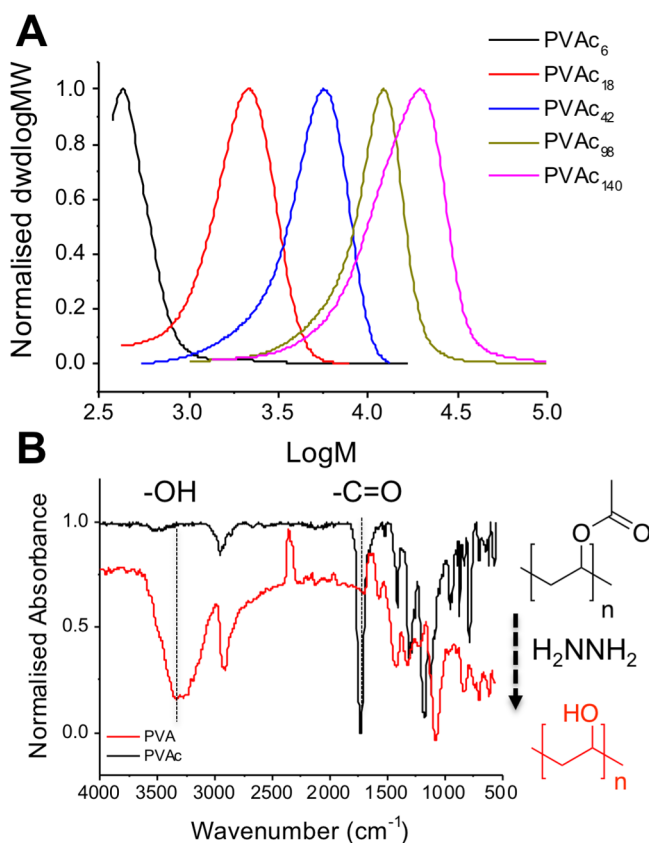 A
PVAc6
PVAc18
PVAc42
PVAc98
PVAc140
Normalised dwdlogMW
1.0
0.8
0.6
0.4
0.2
0.0
2.5 3.0 3.5 4.0 4.5 5.0
LogM
B
-OH -C=O
Normalised Absorbance
1.0
0.5
0.0
PVA
PVAc
4000 3500 3000 2500 2000 1500 1000 500
Wavenumber (cm-1)
O
O
n
H2NNH2
HO
n